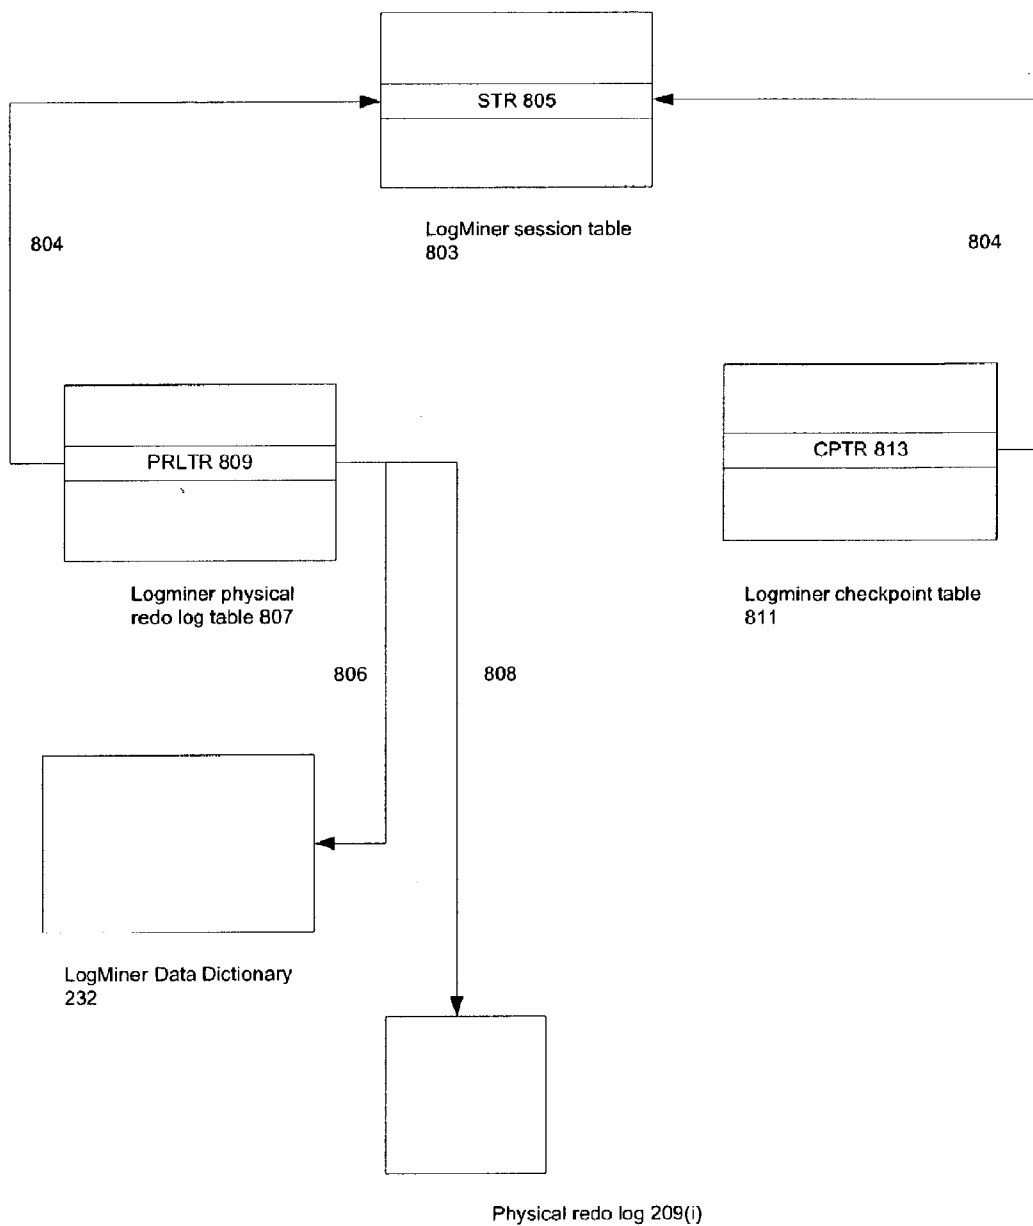 STR 805
LogMiner session table
803
804
804
PRLTR 809
CPTR 813
Logminer physical
redo log table 807
Logminer checkpoint table
811
806
808
LogMiner Data Dictionary
232
Physical redo log 209(i)